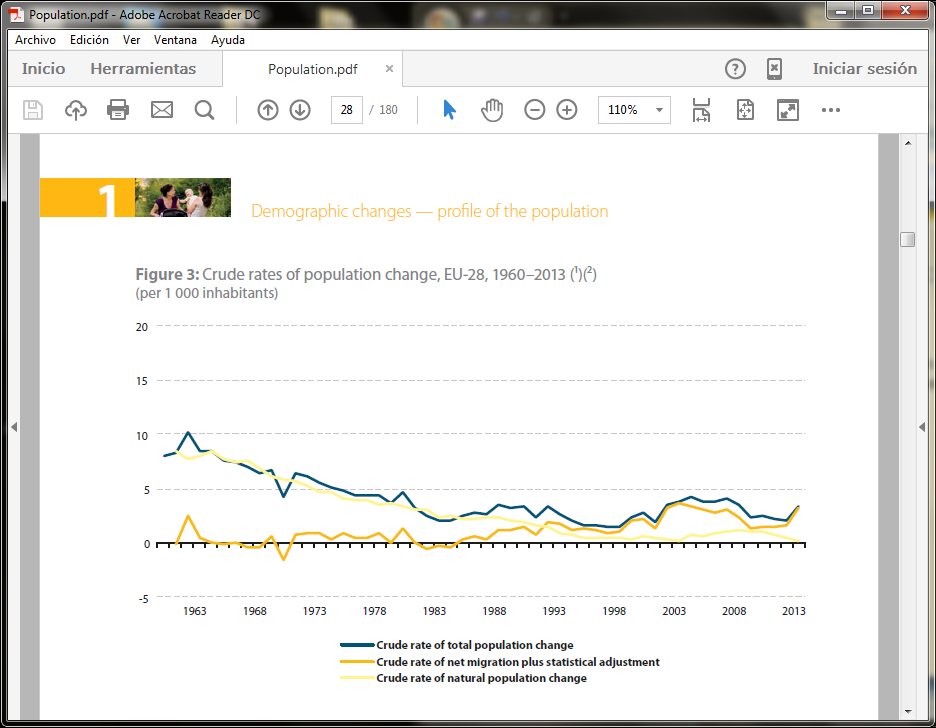 Population.pdf - Adobe Acrobat Reader DC
Archivo Edición Ver Ventana Ayuda
Inicio Herramientas Population.pdf × ? Iniciar sesión
28 / 180 110%
1
Demographic changes — profile of the population
Figure 3: Crude rates of population change, EU-28, 1960–2013 (¹)(²)
(per 1 000 inhabitants)
20
15
10
5
0
-5
1963 1968 1973 1978 1983 1988 1993 1998 2003 2008 2013
Crude rate of total population change
Crude rate of net migration plus statistical adjustment
Crude rate of natural population change